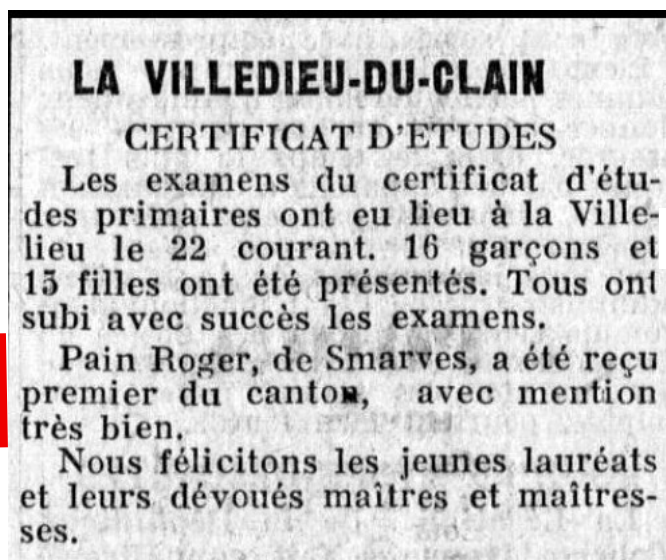 LA VILLEDIEU-DU-CLAIN
CERTIFICAT D'ETUDES
Les examens du certificat d'étu-
des primaires ont eu lieu à la Ville-
lieu le 22 courant. 16 garçons et
15 filles ont été présentés. Tous ont
subi avec succès les examens.
Pain Roger, de Smarves, a été reçu
premier du canton, avec mention
très bien.
Nous félicitons les jeunes lauréats
et leurs dévoués maîtres et maîtres-
ses.